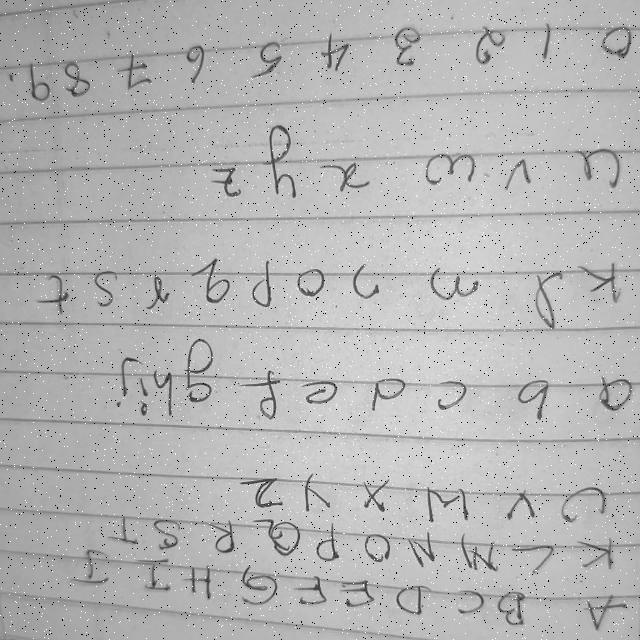 A B C D E F G H I J
K L M N O P Q R S T
U V W X Y Z
a b c d e f g h i j
k l m n o p q r s t
u v w x y z
0 1 2 3 4 5 6 7 8 9.